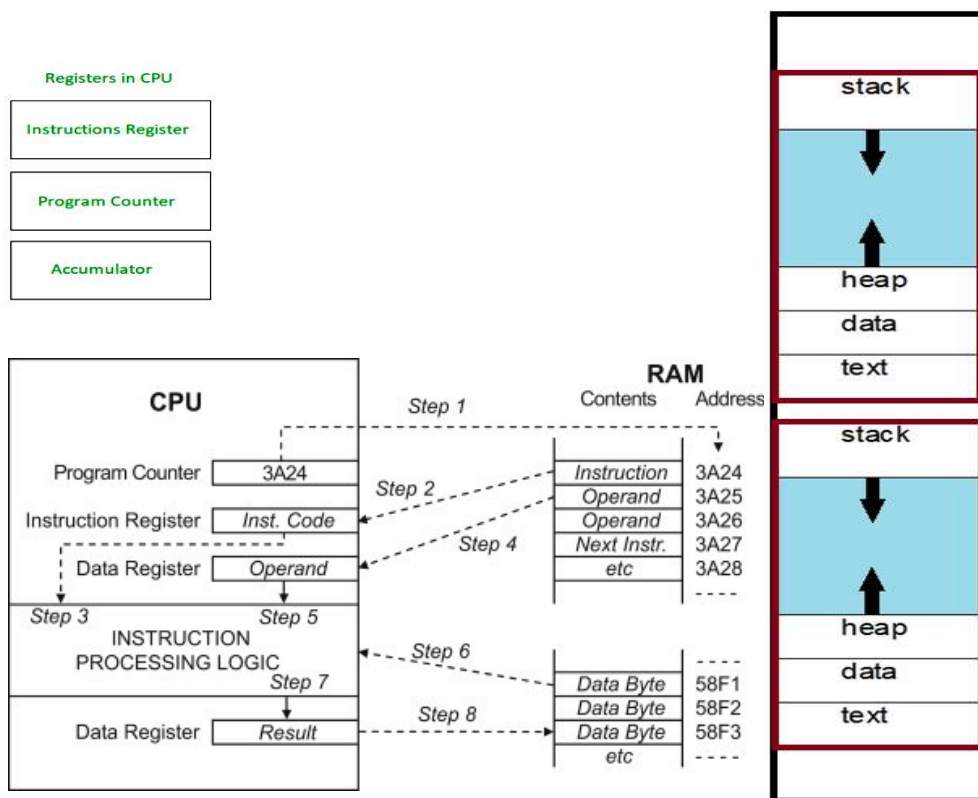 Registers in CPU
Instructions Register
Program Counter
Accumulator
CPU
Program Counter 3A24
Instruction Register Inst. Code
Data Register Operand
Step 3 Step 5
INSTRUCTION
PROCESSING LOGIC
Step 7
Data Register Result
Step 1
Step 2
Step 4
Step 6
Step 8
RAM
Contents Address
Instruction 3A24
Operand 3A25
Operand 3A26
Next Instr. 3A27
etc 3A28
-----
-----
Data Byte 58F1
Data Byte 58F2
Data Byte 58F3
etc -----
stack
heap
data
text
stack
heap
data
text